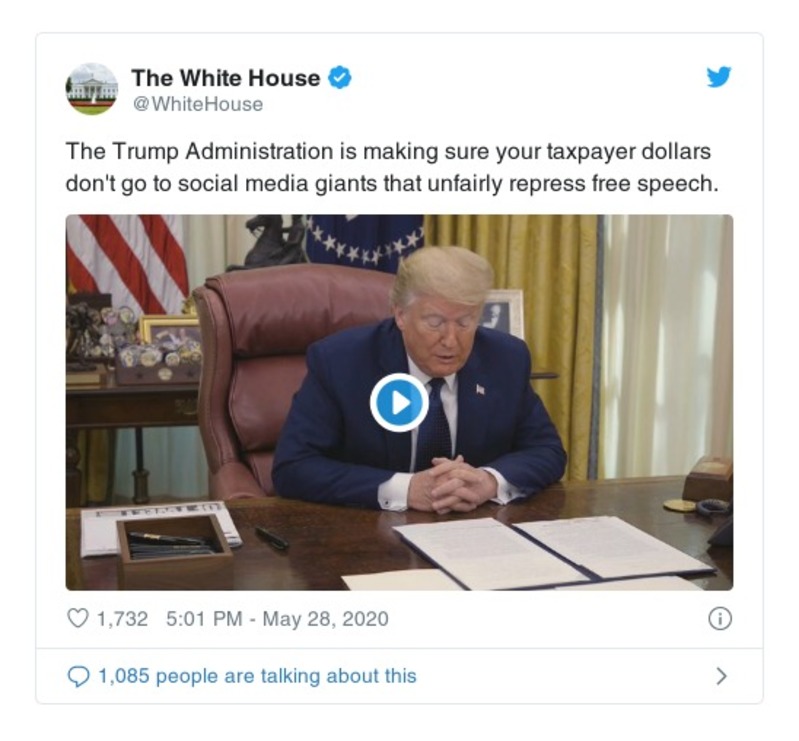 The White House
@WhiteHouse
The Trump Administration is making sure your taxpayer dollars
don't go to social media giants that unfairly repress free speech.
1,732 5:01 PM - May 28, 2020
1,085 people are talking about this